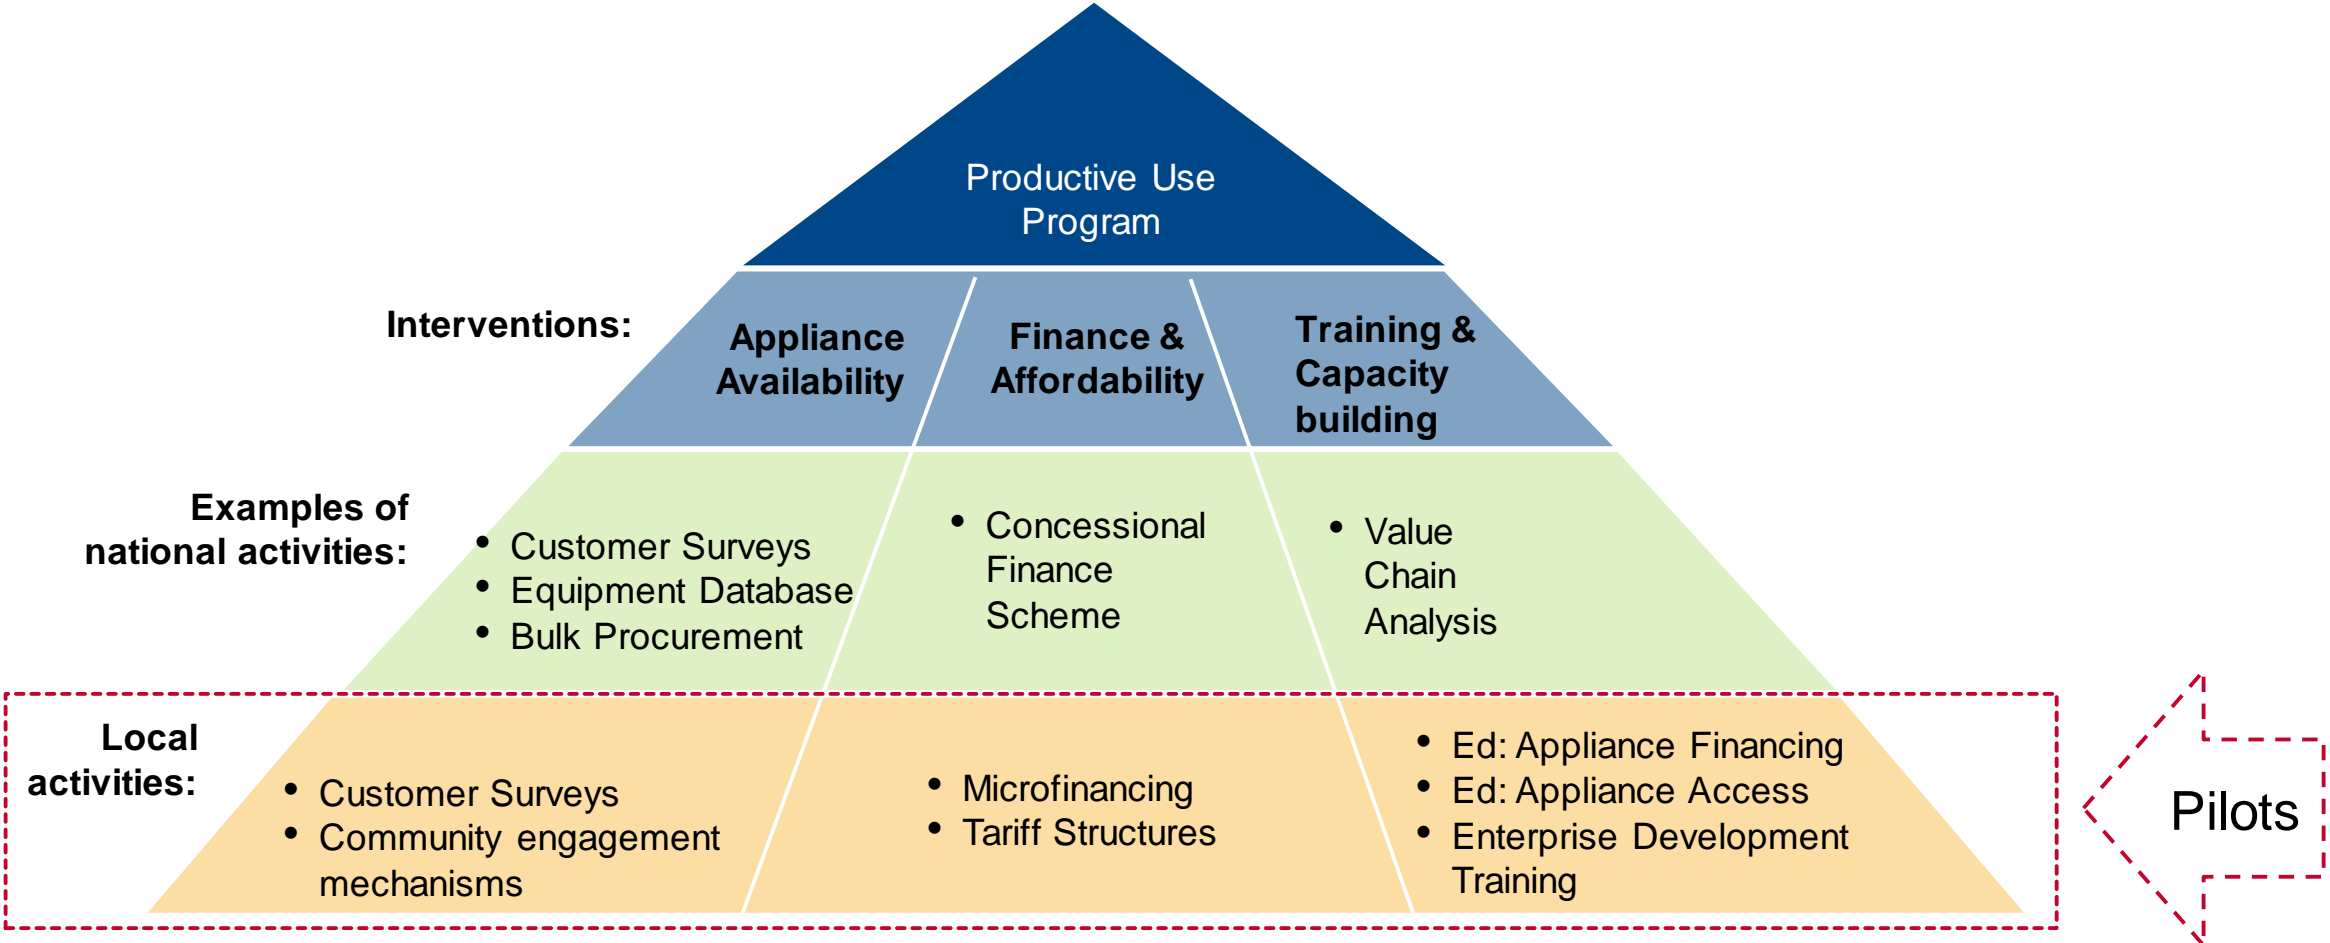 Productive Use
Program
Interventions:
Appliance
Availability
Finance &
Affordability
Training &
Capacity
building
Examples of
national activities:
• Customer Surveys
• Equipment Database
• Bulk Procurement
• Concessional
Finance
Scheme
• Value
Chain
Analysis
Local
activities:
• Customer Surveys
• Community engagement
mechanisms
• Microfinancing
• Tariff Structures
• Ed: Appliance Financing
• Ed: Appliance Access
• Enterprise Development
Training
Pilots